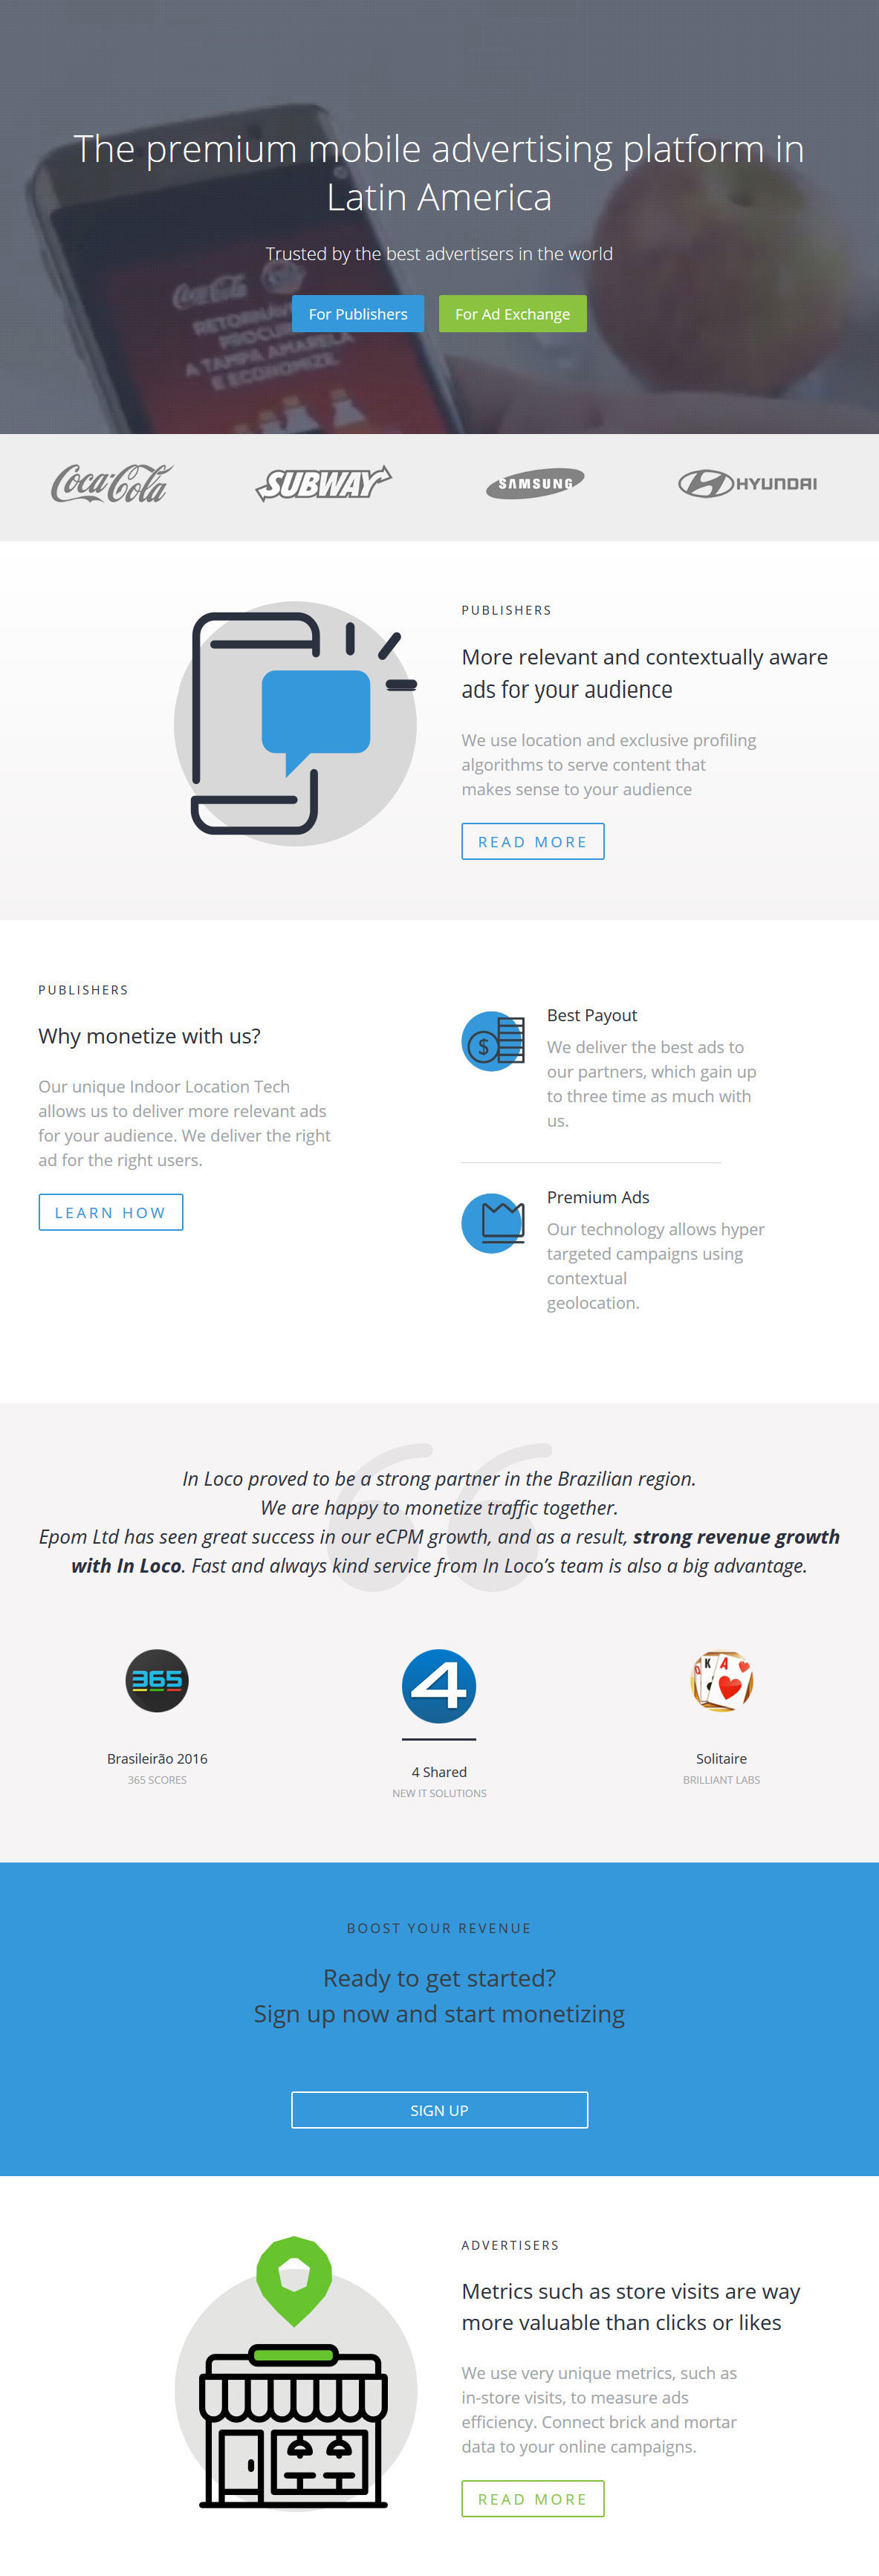 The premium mobile advertising platform in
Latin America
Trusted by the best advertisers in the world
For Publishers
For Ad Exchange
Coca-Cola
A TAMPA AMARELA
E ECONOMIZE.
Coca-Cola
SUBWAY
SAMSUNG
HYUNDAI
PUBLISHERS
More relevant and contextually aware
ads for your audience
We use location and exclusive profiling
algorithms to serve content that
makes sense to your audience
READ MORE
PUBLISHERS
Why monetize with us?
Our unique Indoor Location Tech
allows us to deliver more relevant ads
for your audience. We deliver the right
ad for the right users.
LEARN HOW
$
Best Payout
We deliver the best ads to
our partners, which gain up
to three time as much with
us.
Premium Ads
Our technology allows hyper
targeted campaigns using
contextual
geolocation.
In Loco proved to be a strong partner in the Brazilian region.
We are happy to monetize traffic together.
Epom Ltd has seen great success in our eCPM growth, and as a result, strong revenue growth
with In Loco. Fast and always kind service from In Loco’s team is also a big advantage.
365
Brasileirão 2016
365 SCORES
4
4 Shared
NEW IT SOLUTIONS
Q K A
Solitaire
BRILLIANT LABS
BOOST YOUR REVENUE
Ready to get started?
Sign up now and start monetizing
SIGN UP
ADVERTISERS
Metrics such as store visits are way
more valuable than clicks or likes
We use very unique metrics, such as
in-store visits, to measure ads
efficiency. Connect brick and mortar
data to your online campaigns.
READ MORE